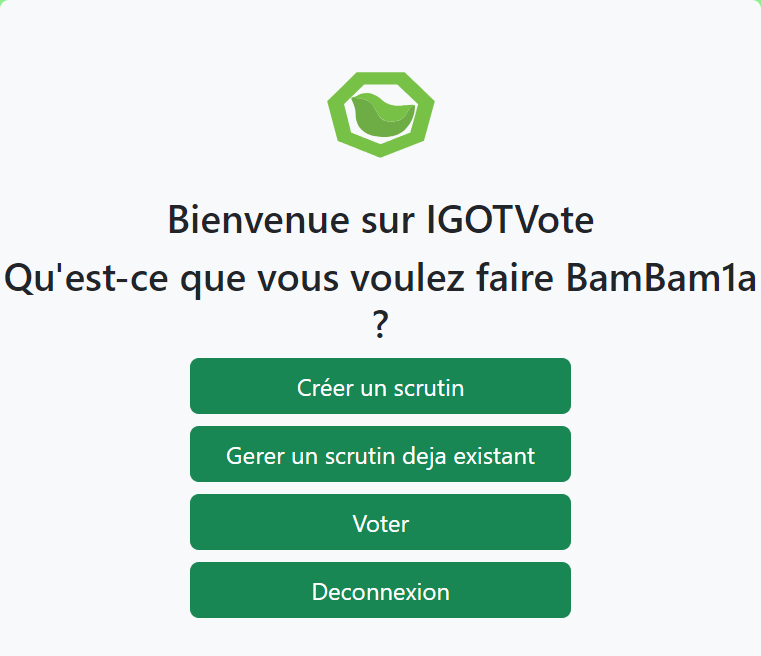 Bienvenue sur IGOTVote
Qu'est-ce que vous voulez faire BamBam1a
?
Créer un scrutin
Gerer un scrutin deja existant
Voter
Deconnexion